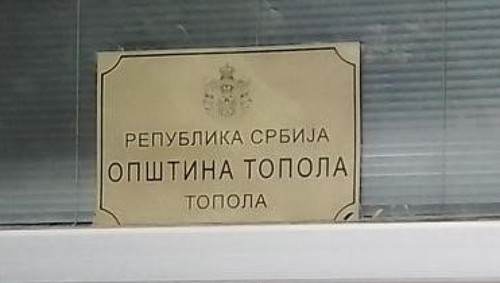 РЕПУБЛИКА СРБИЈА
ОПШТИНА ТОПОЛА
ТОПОЛА